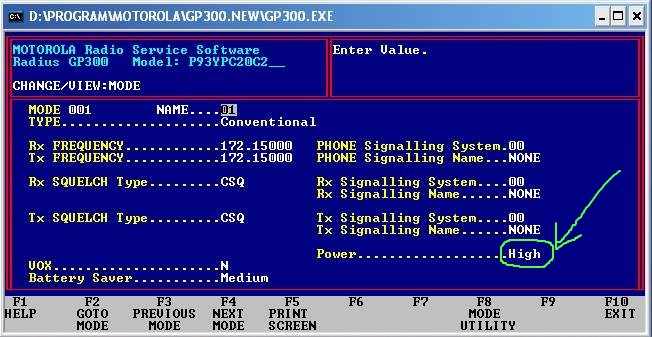 D:\PROGRAM\MOTOROLA\GP300.NEW\GP300.EXE
MOTOROLA Radio Service Software
Radius GP300 Model: P93YPC20C2__
Enter Value.
CHANGE/VIEW:MODE
MODE 001 NAME....01
TYPE....................Conventional
Rx FREQUENCY............172.15000 PHONE Signalling System.00
Tx FREQUENCY............172.15000 PHONE Signalling Name...NONE
Rx SQUELCH Type.........CSQ Rx Signalling System....00
Rx Signalling Name......NONE
Tx SQUELCH Type.........CSQ Tx Signalling System....00
Tx Signalling Name......NONE
Power...................High
VOX.....................N
Battery Saver...........Medium
F1 F2 F3 F4 F5 F6 F7 F8 F9 F10
HELP GOTO PREVIOUS NEXT PRINT MODE EXIT
MODE MODE MODE SCREEN UTILITY